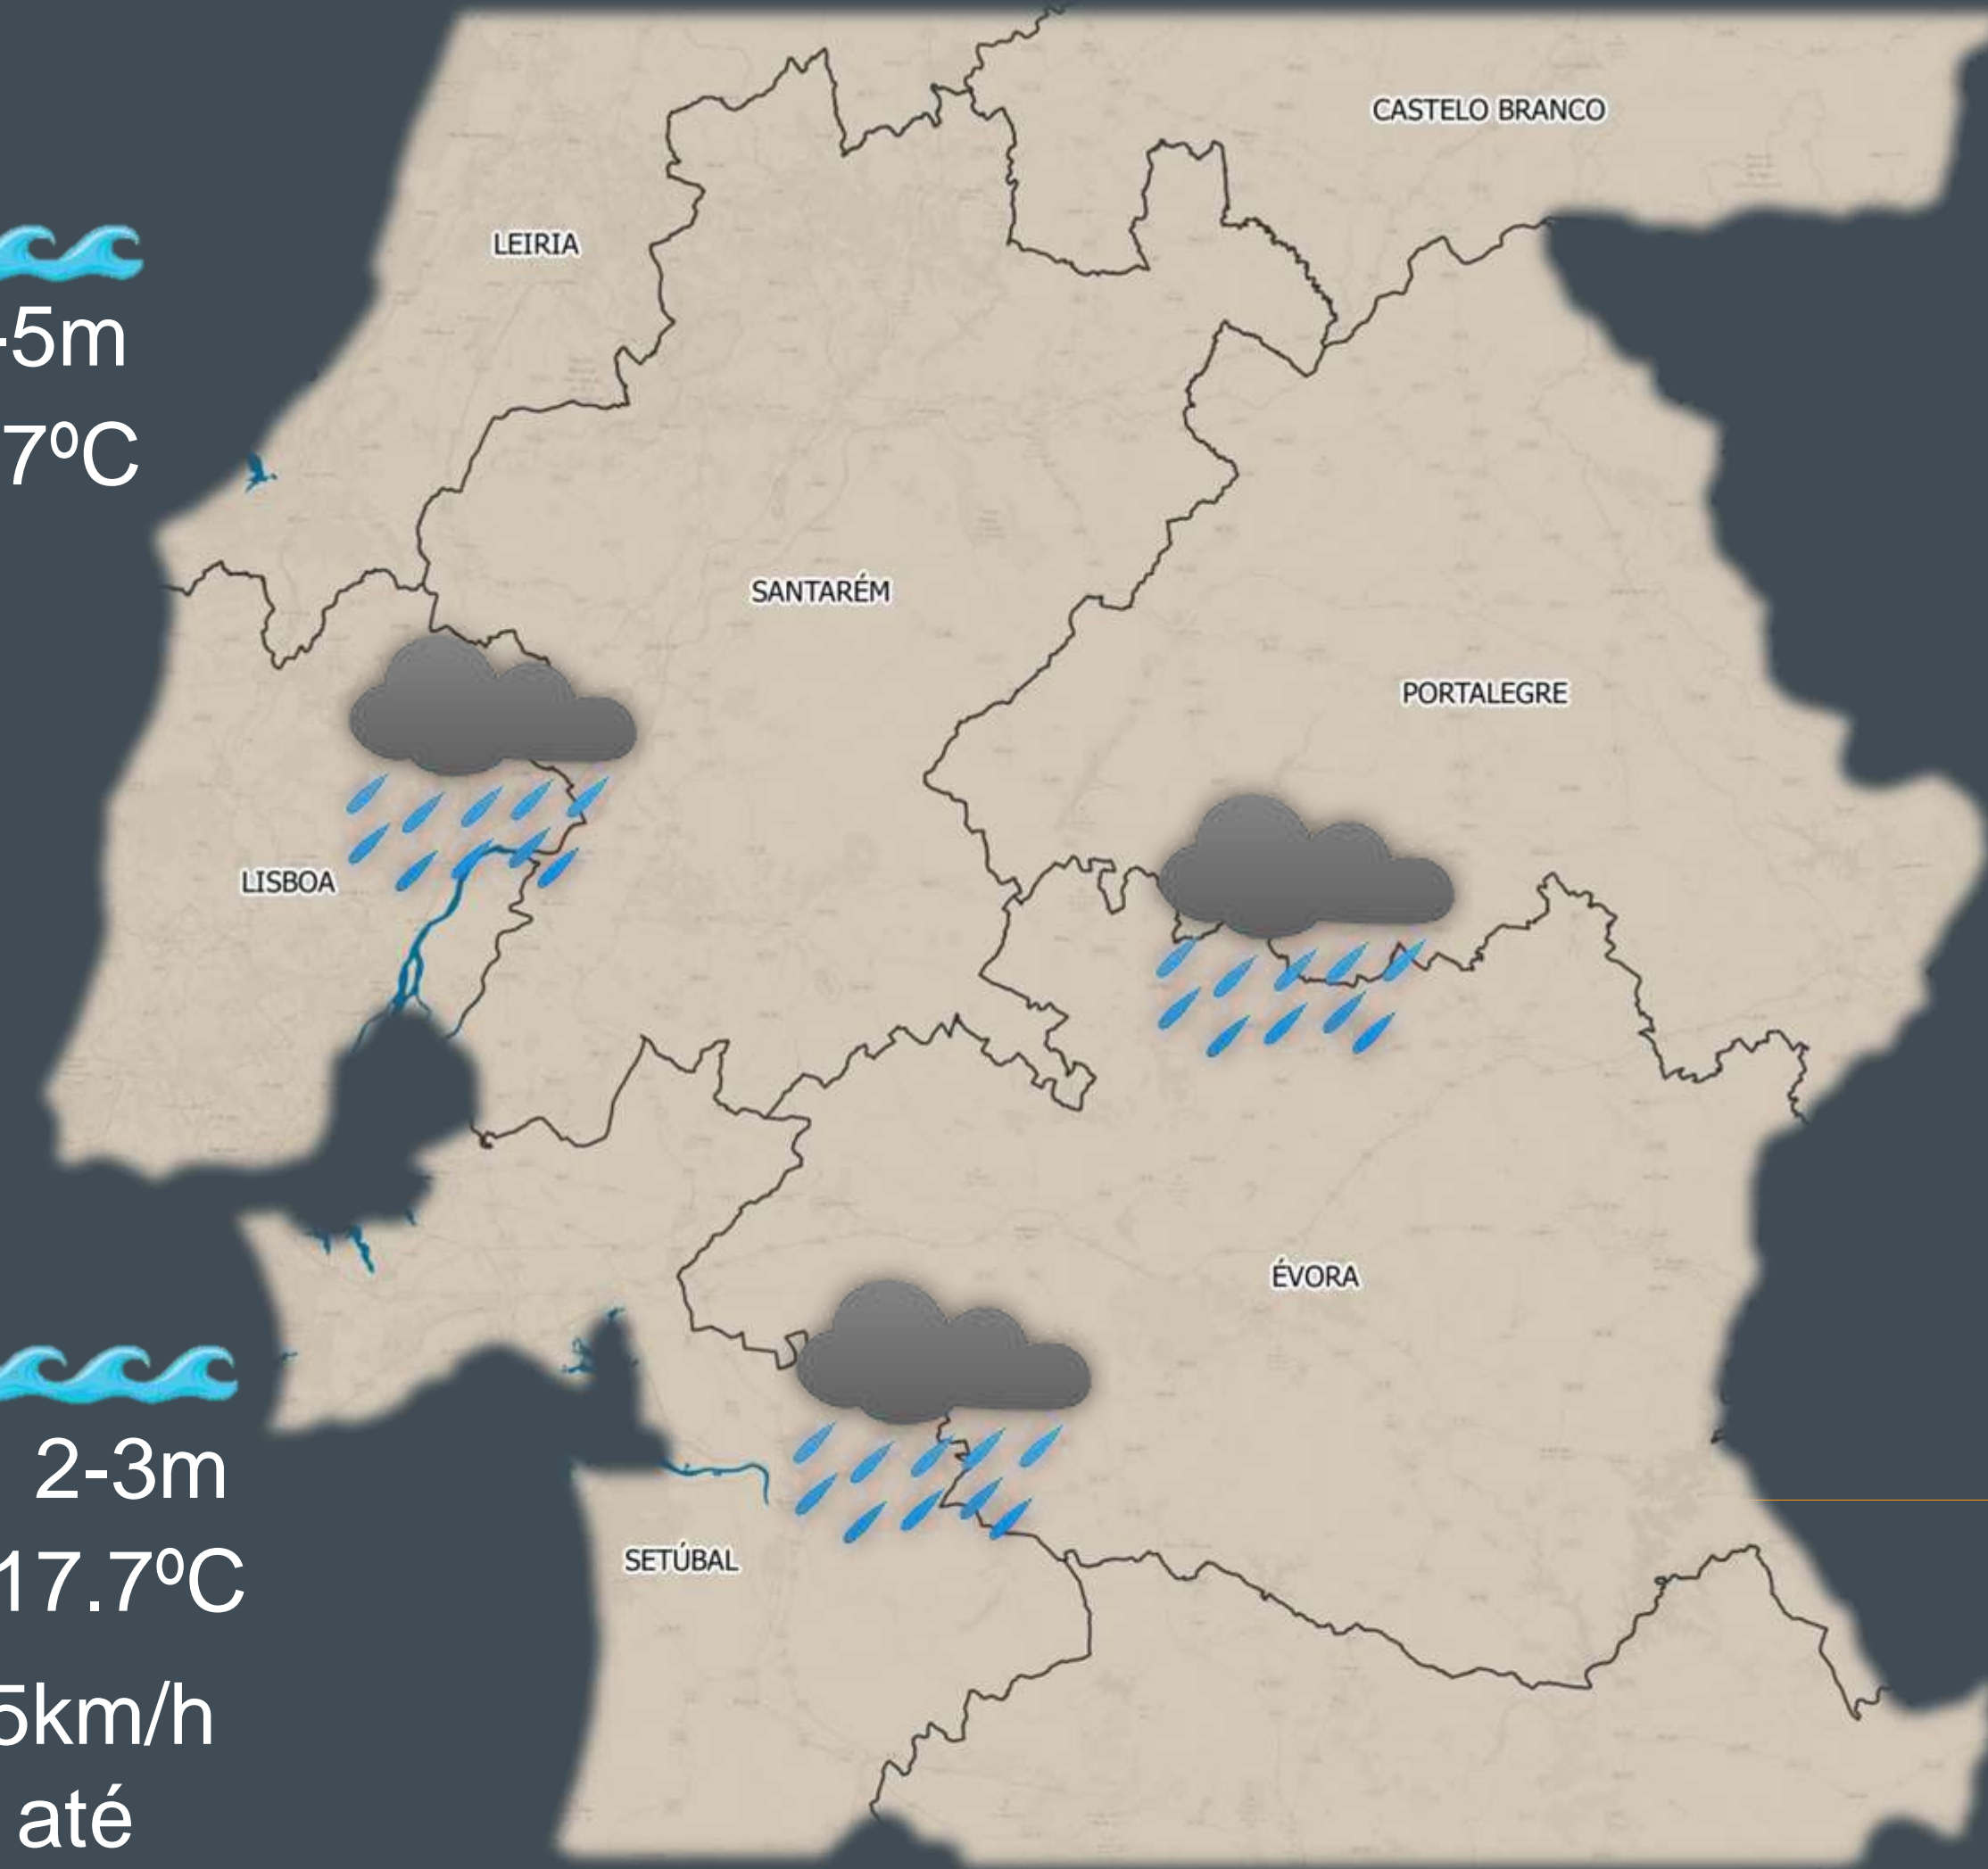 CASTELO BRANCO
LEIRIA
-5m
7ºC
SANTARÉM
PORTALEGRE
LISBOA
ÉVORA
2-3m
17.7ºC
SETÚBAL
5km/h
até